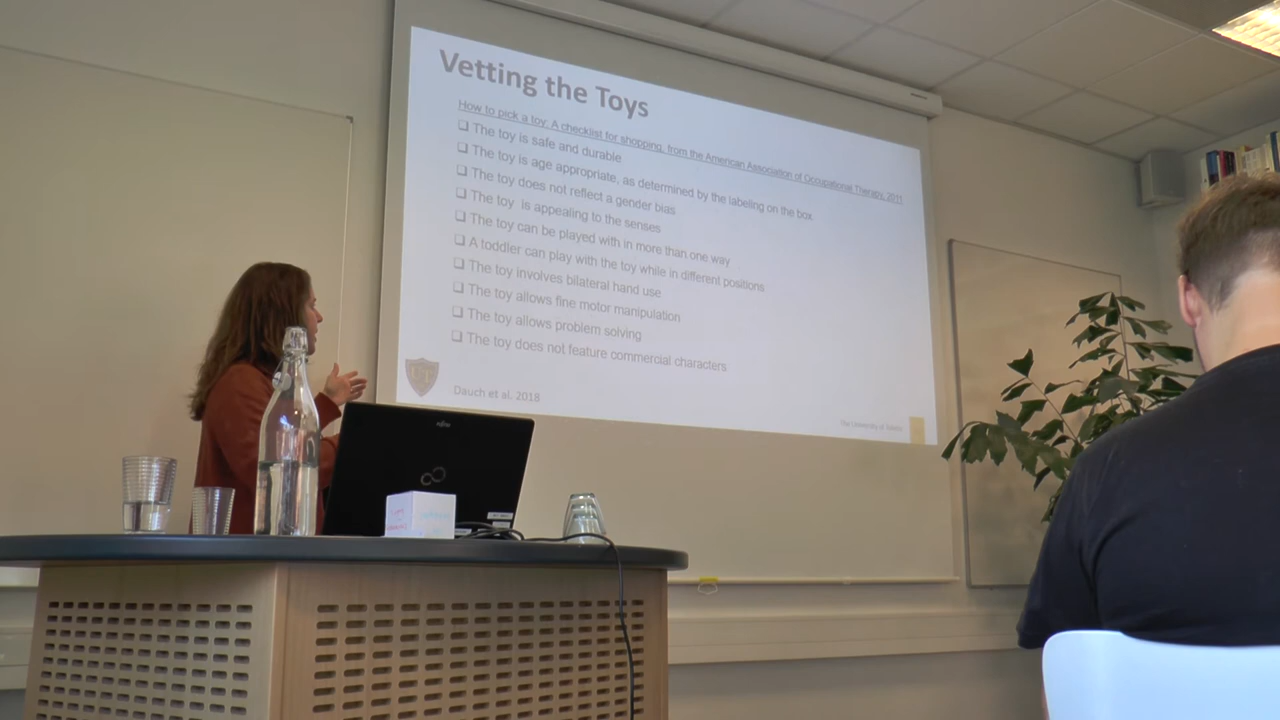 Vetting the Toys
How to pick a toy: A checklist for shopping, from the American Association of Occupational Therapy, 2011
❑ The toy is safe and durable
❑ The toy is age appropriate, as determined by the labeling on the box.
❑ The toy does not reflect a gender bias
❑ The toy is appealing to the senses
❑ The toy can be played with in more than one way
❑ A toddler can play with the toy while in different positions
❑ The toy involves bilateral hand use
❑ The toy allows fine motor manipulation
❑ The toy allows problem solving
❑ The toy does not feature commercial characters
Dauch et al. 2018
The University of Toledo
FUJITSU